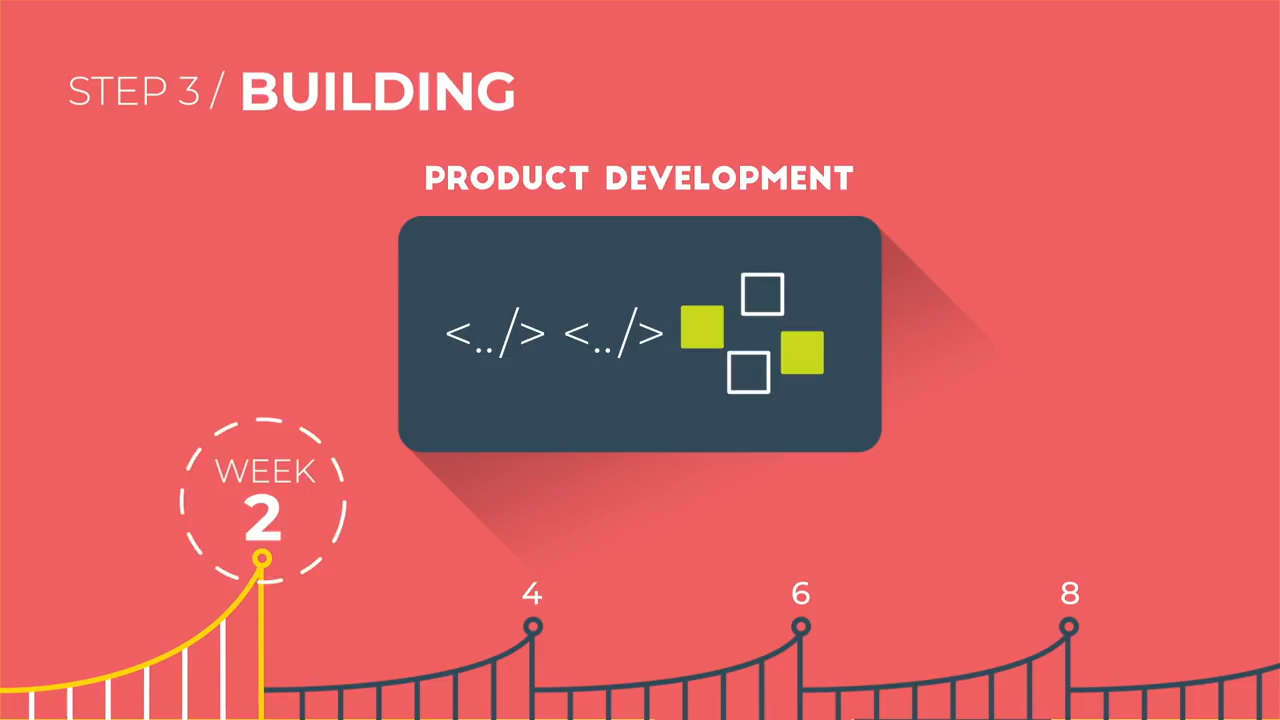 STEP 3 / BUILDING
PRODUCT DEVELOPMENT
<../> <../>
WEEK
2
4 6 8